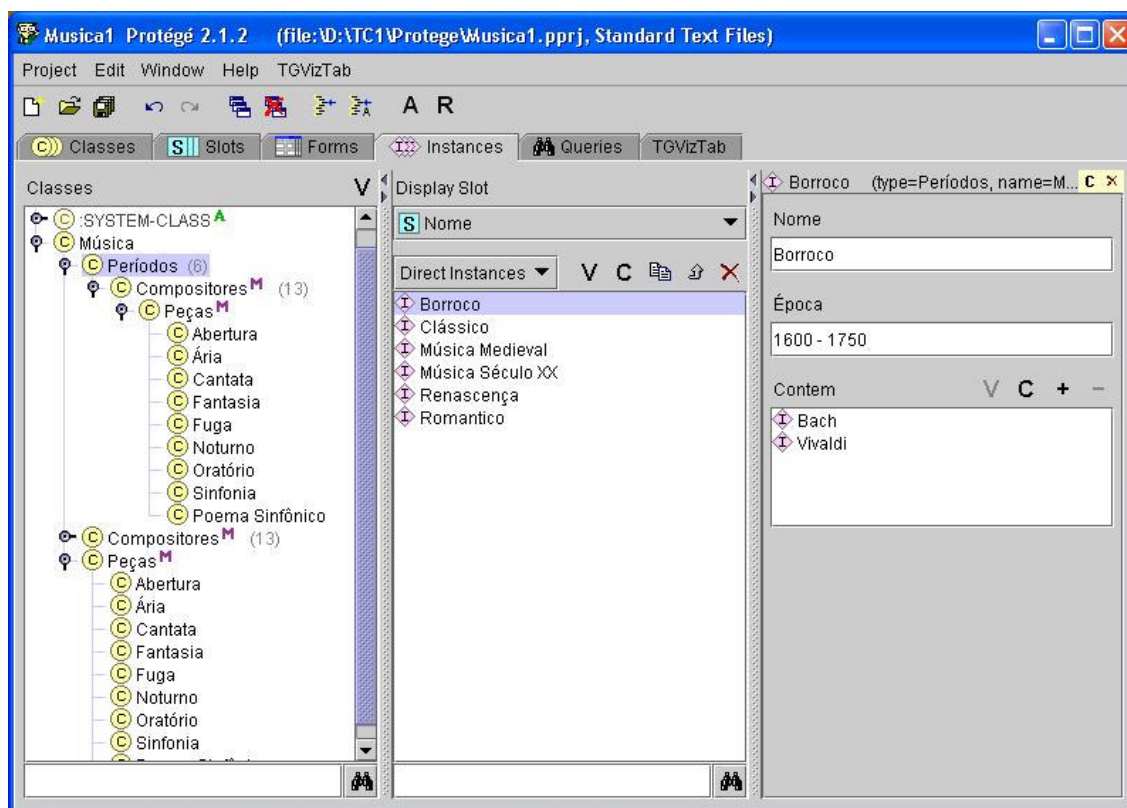 Musica1 Protégé 2.1.2 (file:\D:\TC1\Protege\Musica1.pprj, Standard Text Files)
Project Edit Window Help TGVizTab
A R
C Classes S Slots Forms Instances Queries TGVizTab
Classes V
C :SYSTEM-CLASS A
C Música
C Períodos (6)
C Compositores M (13)
C Peças M
C Abertura
C Ária
C Cantata
C Fantasia
C Fuga
C Noturno
C Oratório
C Sinfonia
C Poema Sinfônico
C Compositores M (13)
C Peças M
C Abertura
C Ária
C Cantata
C Fantasia
C Fuga
C Noturno
C Oratório
C Sinfonia
Display Slot
S Nome
Direct Instances V C
I Borroco
I Clássico
I Música Medieval
I Música Século XX
I Renascença
I Romantico
I Borroco (type=Períodos, name=M... C ×
Nome
Borroco
Época
1600 - 1750
Contem V C + −
I Bach
I Vivaldi